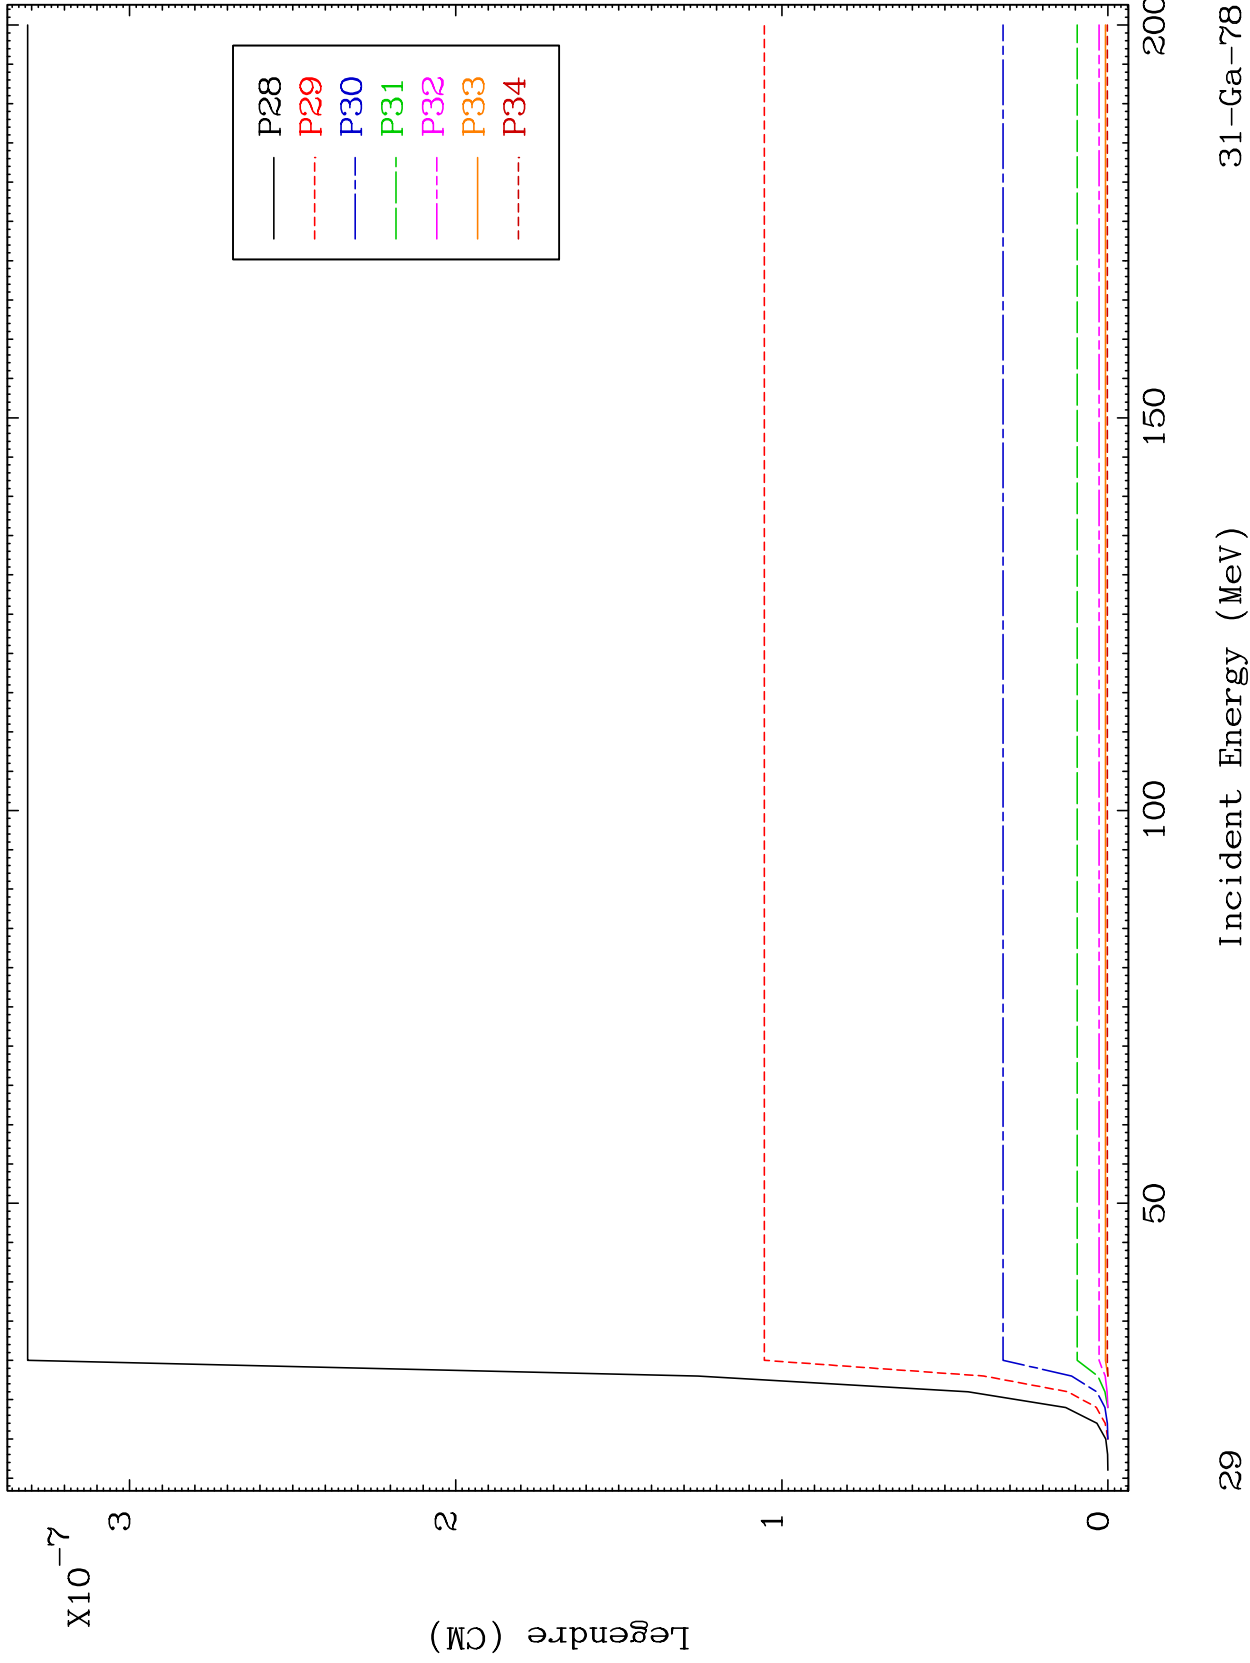 X10-7
3
2
1
0
Legendre (CM)
P28
P29
P30
P31
P32
P33
P34
50
100
150
200
Incident Energy (MeV)
29
31-Ga-78